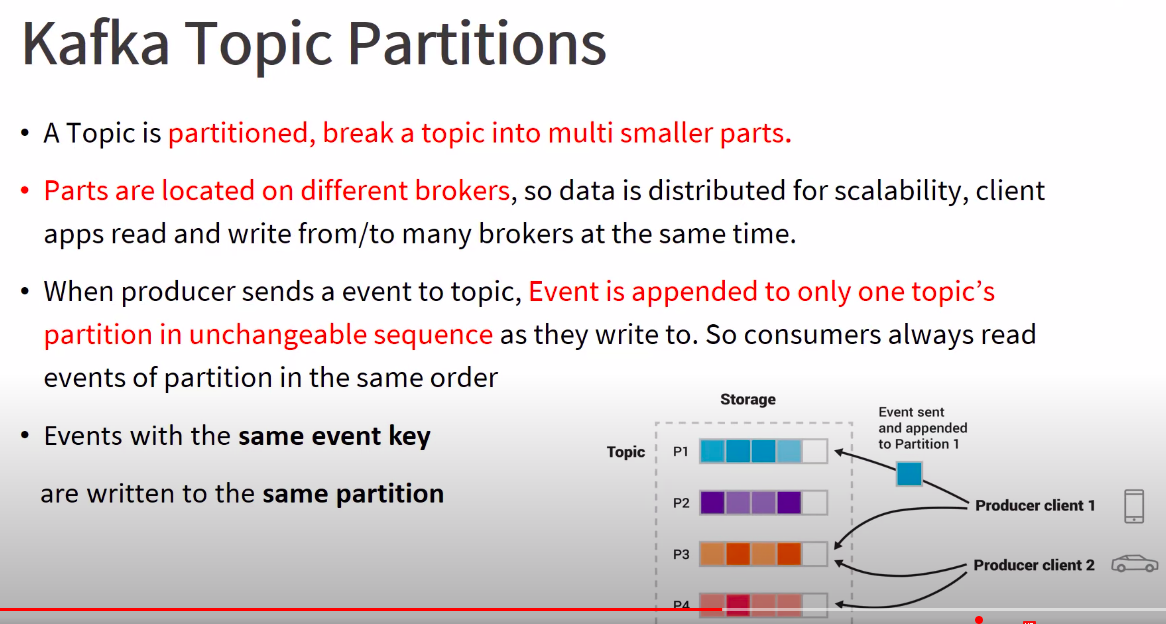 Kafka Topic Partitions
• A Topic is partitioned, break a topic into multi smaller parts.
• Parts are located on different brokers, so data is distributed for scalability, client
apps read and write from/to many brokers at the same time.
• When producer sends a event to topic, Event is appended to only one topic's
partition in unchangeable sequence as they write to. So consumers always read
events of partition in the same order
• Events with the same event key
are written to the same partition
Storage
Event sent
and appended
to Partition 1
Topic
P1
P2
Producer client 1
P3
Producer client 2
P4